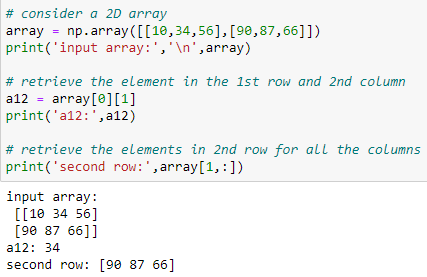 # consider a 2D array
array = np.array([[10,34,56],[90,87,66]])
print('input array:','\n',array)
# retrieve the element in the 1st row and 2nd column
a12 = array[0][1]
print('a12:',a12)
# retrieve the elements in 2nd row for all the columns
print('second row:',array[1,:])
input array:
 [[10 34 56]
 [90 87 66]]
a12: 34
second row: [90 87 66]